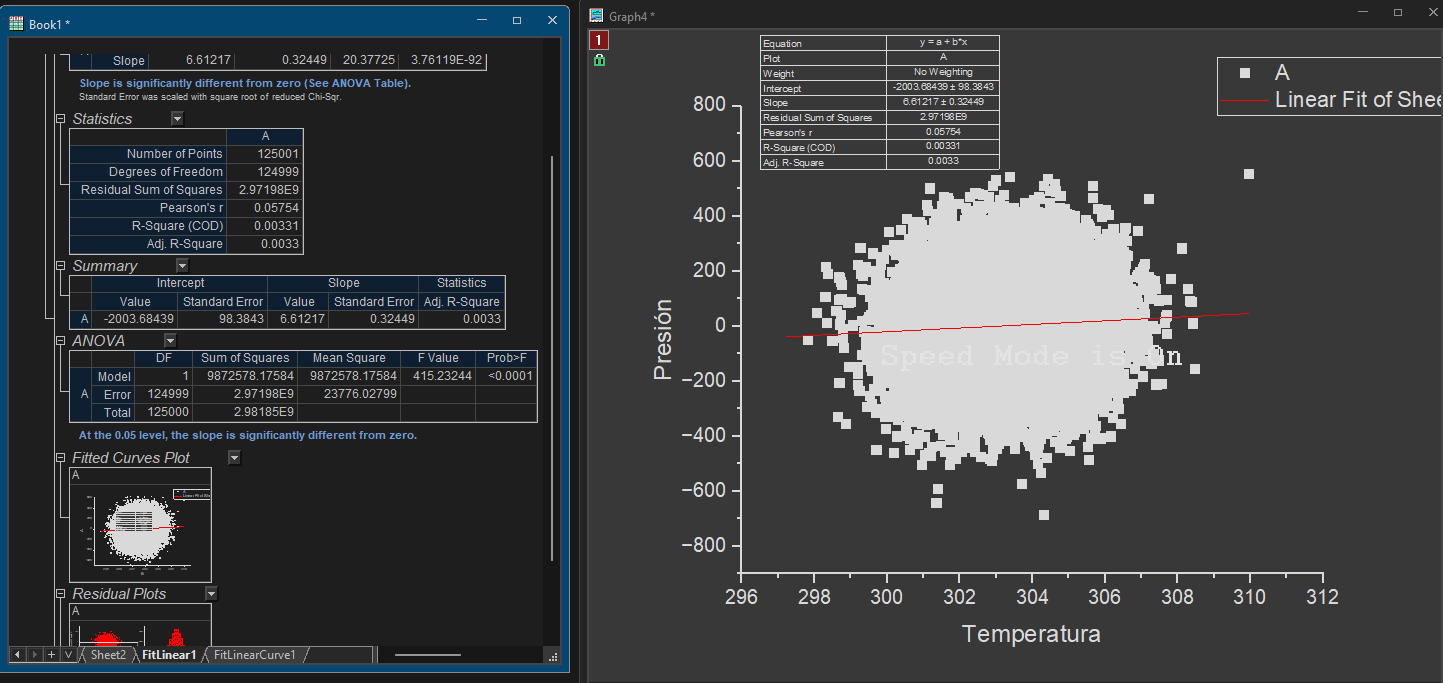 Book1 *
Slope 6.61217 0.32449 20.37725 3.76119E-92
Slope is significantly different from zero (See ANOVA Table).
Standard Error was scaled with square root of reduced Chi-Sqr.
Statistics
A
Number of Points 125001
Degrees of Freedom 124999
Residual Sum of Squares 2.97198E9
Pearson's r 0.05754
R-Square (COD) 0.00331
Adj. R-Square 0.0033
Summary
Intercept Slope Statistics
Value Standard Error Value Standard Error Adj. R-Square
A -2003.68439 98.3843 6.61217 0.32449 0.0033
ANOVA
DF Sum of Squares Mean Square F Value Prob>F
Model 1 9872578.17584 9872578.17584 415.23244 <0.0001
A Error 124999 2.97198E9 23776.02799
Total 125000 2.98185E9
At the 0.05 level, the slope is significantly different from zero.
Fitted Curves Plot
A
Residual Plots
A
Sheet2 FitLinear1 FitLinearCurve1
Graph4 *
1
Equation y = a + b*x
Plot A
Weight No Weighting
Intercept -2003.68439 ± 98.3843
Slope 6.61217 ± 0.32449
Residual Sum of Squares 2.97198E9
Pearson's r 0.05754
R-Square (COD) 0.00331
Adj. R-Square 0.0033
A
Linear Fit of Shee
800
600
400
200
0
−200
−400
−600
−800
Presión
Speed Mode is On
296 298 300 302 304 306 308 310 312
Temperatura